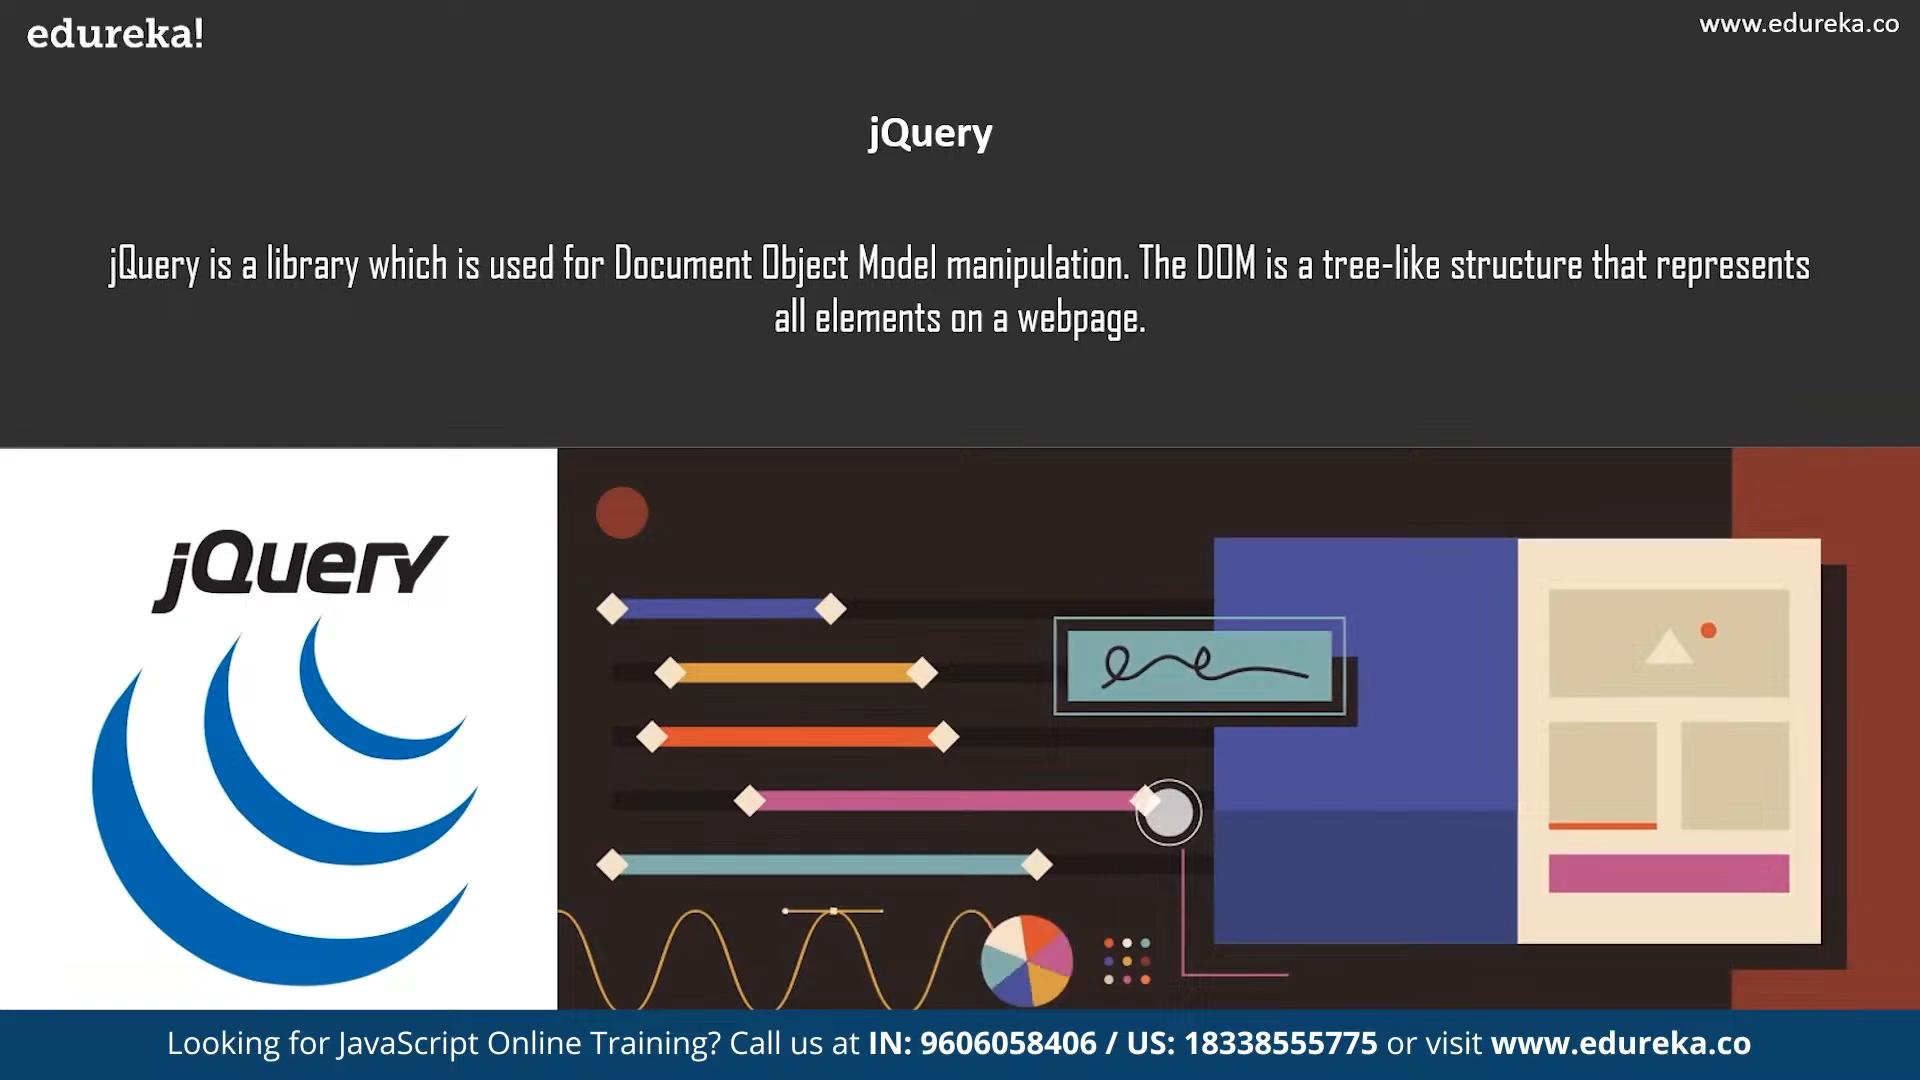 edureka!
www.edureka.co
jQuery
jQuery is a library which is used for Document Object Model manipulation. The DOM is a tree-like structure that represents
all elements on a webpage.
jQuery
Looking for JavaScript Online Training? Call us at IN: 9606058406 / US: 18338555775 or visit www.edureka.co